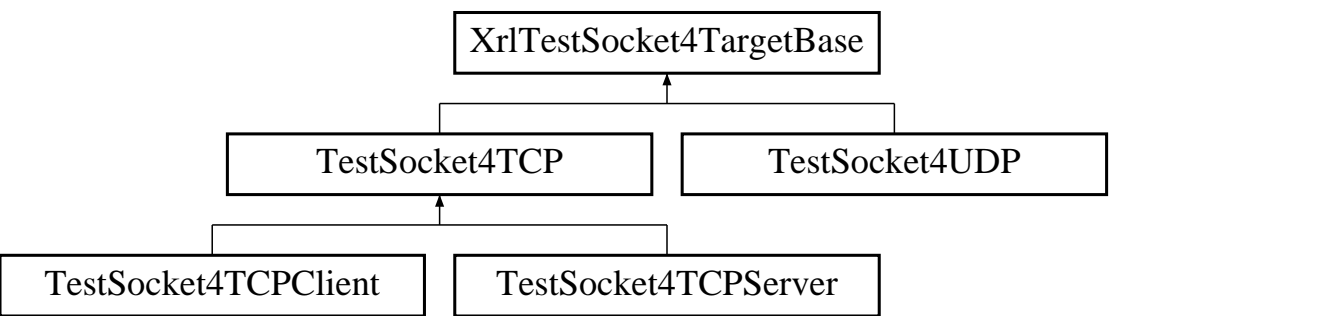 XrlTestSocket4TargetBase
TestSocket4TCP
TestSocket4UDP
TestSocket4TCPClient
TestSocket4TCPServer